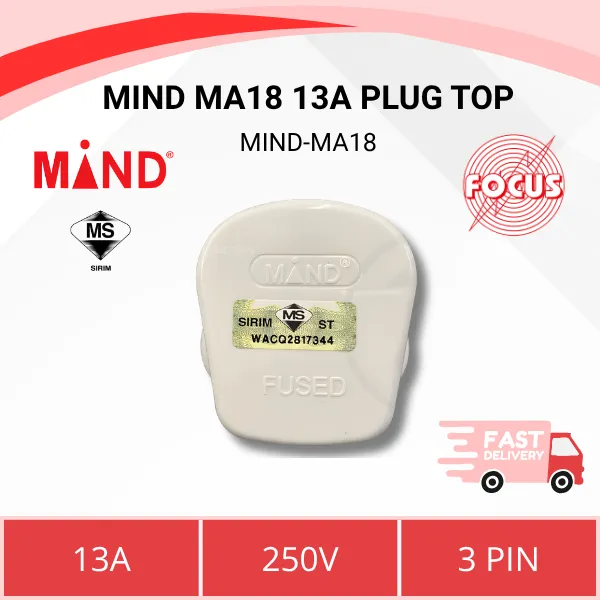 MIND MA18 13A PLUG TOP
MIND-MA18
MIND®
FOCUS
MS
SIRIM
MIND®
MS
SIRIM ST
WACQ2817344
FUSED
FAST
DELIVERY
13A
250V
3 PIN